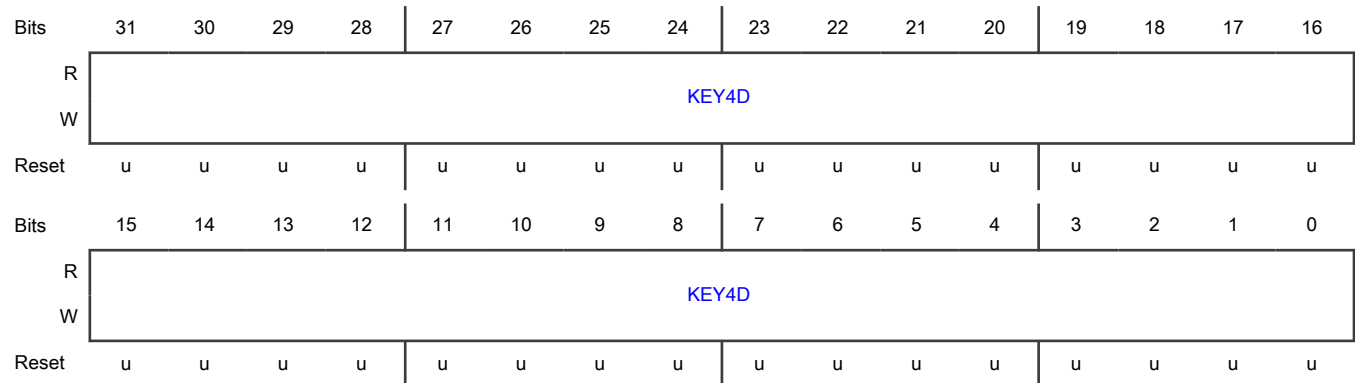 Bits 31 30 29 28 27 26 25 24 23 22 21 20 19 18 17 16
R
KEY4D
W
Reset u u u u u u u u u u u u u u u u
Bits 15 14 13 12 11 10 9 8 7 6 5 4 3 2 1 0
R
KEY4D
W
Reset u u u u u u u u u u u u u u u u